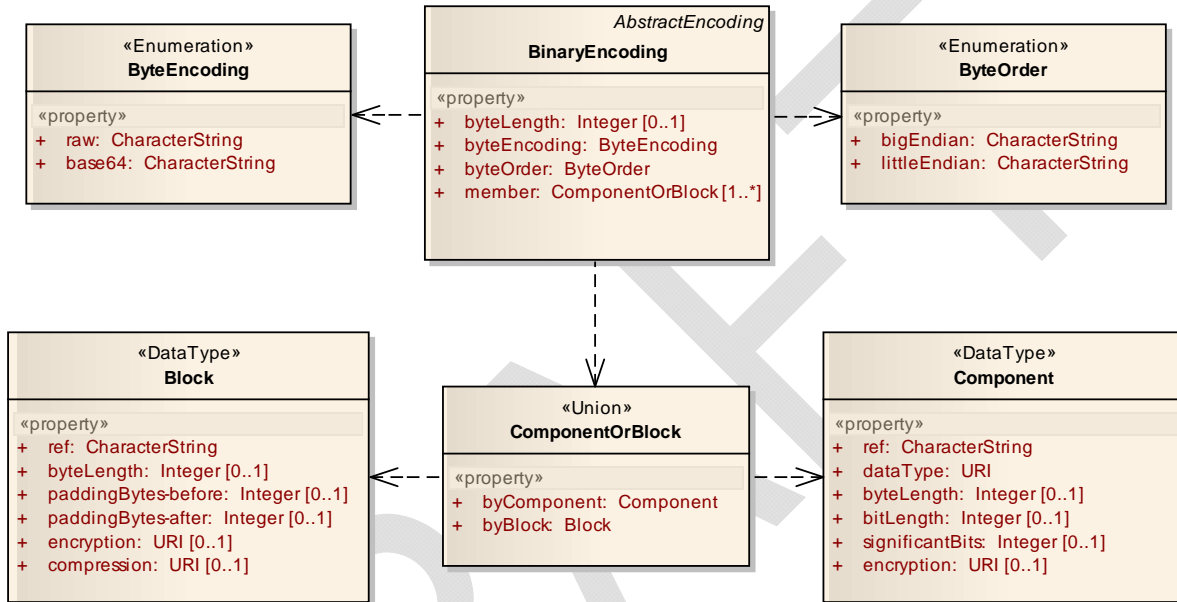 «Enumeration»
ByteEncoding
«property»
+ raw: CharacterString
+ base64: CharacterString
AbstractEncoding
BinaryEncoding
«property»
+ byteLength: Integer [0..1]
+ byteEncoding: ByteEncoding
+ byteOrder: ByteOrder
+ member: ComponentOrBlock [1..*]
«Enumeration»
ByteOrder
«property»
+ bigEndian: CharacterString
+ littleEndian: CharacterString
«DataType»
Block
«property»
+ ref: CharacterString
+ byteLength: Integer [0..1]
+ paddingBytes-before: Integer [0..1]
+ paddingBytes-after: Integer [0..1]
+ encryption: URI [0..1]
+ compression: URI [0..1]
«Union»
ComponentOrBlock
«property»
+ byComponent: Component
+ byBlock: Block
«DataType»
Component
«property»
+ ref: CharacterString
+ dataType: URI
+ byteLength: Integer [0..1]
+ bitLength: Integer [0..1]
+ significantBits: Integer [0..1]
+ encryption: URI [0..1]